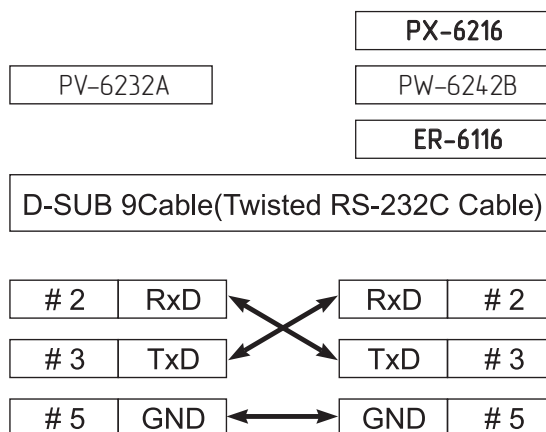 PX-6216
PV-6232A PW-6242B
ER-6116
D-SUB 9Cable(Twisted RS-232C Cable)
# 2 RxD RxD # 2
# 3 TxD TxD # 3
# 5 GND GND # 5